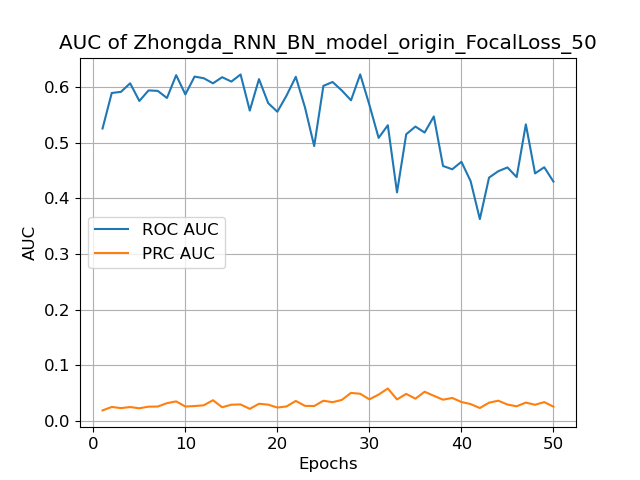 AUC of Zhongda_RNN_BN_model_origin_FocalLoss_50
AUC
0.6
0.5
0.4
0.3
0.2
0.1
0.0
ROC AUC
PRC AUC
0 10 20 30 40 50
Epochs